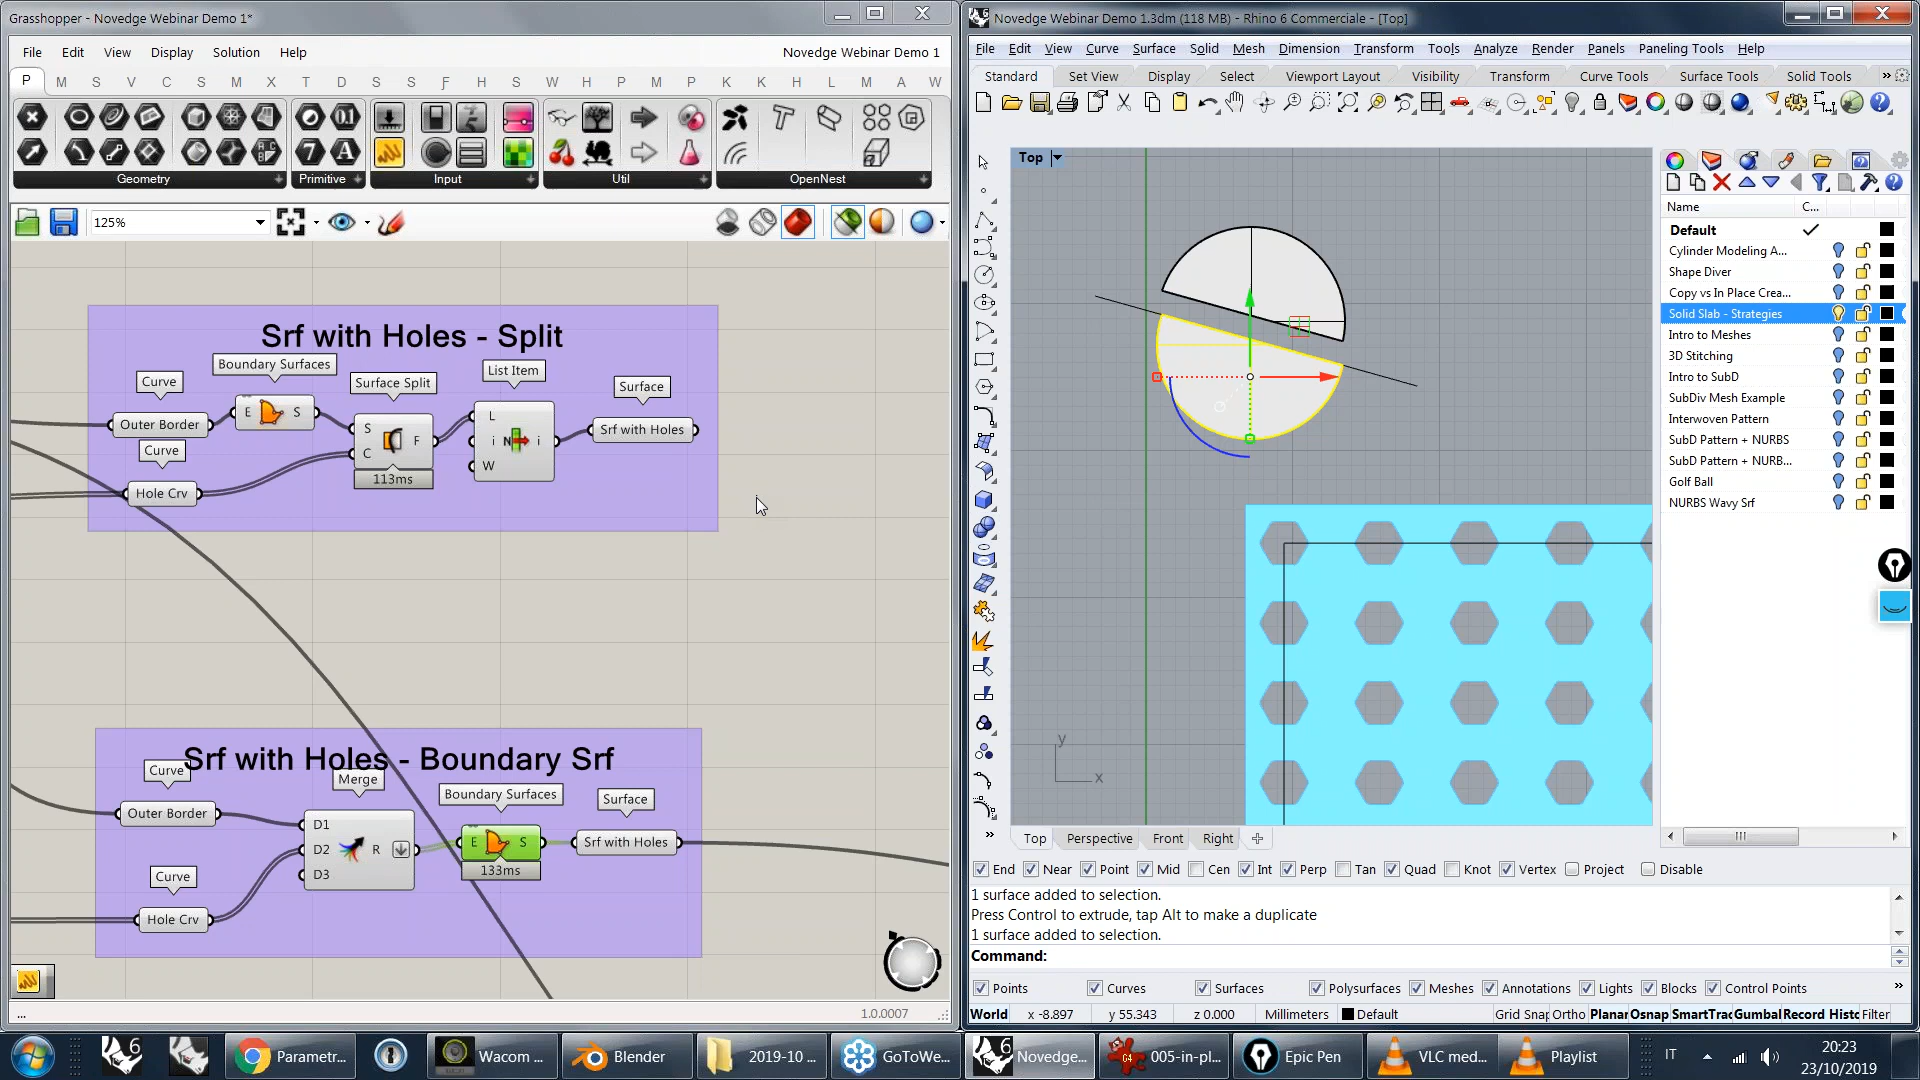 Grasshopper - Novedge Webinar Demo 1*
File Edit View Display Solution Help
Novedge Webinar Demo 1
P M S V C S M X T D S S F H S W H P M P K K H L M A W
Geometry
Primitive
Input
Util
OpenNest
125%
Srf with Holes - Split
Curve
Boundary Surfaces
Surface Split
List Item
Surface
Outer Border
E S
S
C
F
113ms
L
i
W
N
i
Srf with Holes
Curve
Hole Crv
Srf with Holes - Boundary Srf
Curve
Merge
Boundary Surfaces
Surface
Outer Border
D1
D2
D3
R
E S
133ms
Srf with Holes
Curve
Hole Crv
...
1.0.0007
Novedge Webinar Demo 1.3dm (118 MB) - Rhino 6 Commerciale - [Top]
File Edit View Curve Surface Solid Mesh Dimension Transform Tools Analyze Render Panels Paneling Tools Help
Standard Set View Display Select Viewport Layout Visibility Transform Curve Tools Surface Tools Solid Tools
Top
y
x
Name C...
Default
Cylinder Modeling A...
Shape Diver
Copy vs In Place Crea...
Solid Slab - Strategies
Intro to Meshes
3D Stitching
Intro to SubD
SubDiv Mesh Example
Interwoven Pattern
SubD Pattern + NURBS
SubD Pattern + NURB...
Golf Ball
NURBS Wavy Srf
Top Perspective Front Right
End Near Point Mid Cen Int Perp Tan Quad Knot Vertex Project Disable
1 surface added to selection.
Press Control to extrude, tap Alt to make a duplicate
1 surface added to selection.
Command:
Points Curves Surfaces Polysurfaces Meshes Annotations Lights Blocks Control Points
World x -8.897 y 55.343 z 0.000 Millimeters Default Grid Snap Ortho Planar Osnap SmartTrac Gumbal Record Histo Filter
Parametr... Wacom ... Blender 2019-10 ... GoToWe... Novedge... 005-in-pl... Epic Pen VLC med... Playlist IT
20:23
23/10/2019